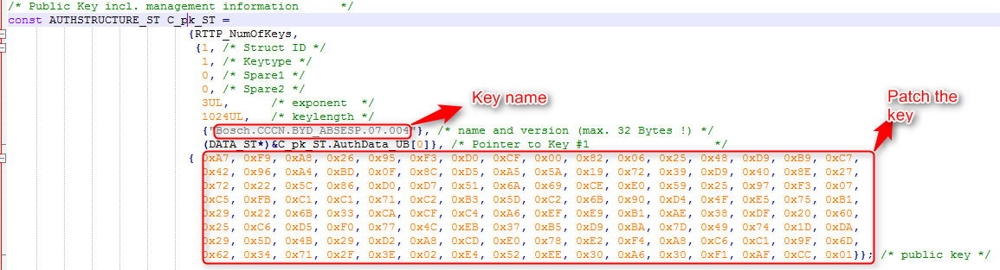 /* Public Key incl. management information */
const AUTHSTRUCTURE_ST C_pk_ST =
{RTTP_NumOfKeys,
{1, /* Struct ID */
1, /* Keytype */
0, /* Spare1 */
0, /* Spare2 */
3UL, /* exponent */
1024UL, /* keylength */
{"Bosch.CCCN.BYD_ABSESP.07.004"}, /* name and version (max. 32 Bytes !) */
(DATA_ST*)&C_pk_ST.AuthData_UB[0]}, /* Pointer to Key #1 */
{ 0xA7, 0xF9, 0xA8, 0x26, 0x95, 0xF3, 0xD0, 0xCF, 0x00, 0x82, 0x06, 0x25, 0x48, 0xD9, 0xB9, 0xC7,
0x42, 0x96, 0xA4, 0xBD, 0x0F, 0x8C, 0xD5, 0xA5, 0x5A, 0x19, 0x72, 0x39, 0xD9, 0x40, 0x8E, 0x27,
0x72, 0x22, 0x5C, 0x86, 0xD0, 0xD7, 0x51, 0x6A, 0x69, 0xCE, 0xE0, 0x59, 0x25, 0x97, 0xF3, 0x07,
0xC5, 0xFB, 0xC1, 0xC1, 0x71, 0xC2, 0xB3, 0x5D, 0xC2, 0x6B, 0x90, 0xD4, 0x4F, 0xE5, 0x75, 0xB1,
0x29, 0x22, 0x6B, 0x33, 0xCA, 0xCF, 0xC4, 0xA6, 0xEF, 0xE9, 0xB1, 0xAE, 0x38, 0xDF, 0x20, 0x60,
0x25, 0xC6, 0xD5, 0xF0, 0x77, 0x4C, 0xEB, 0x37, 0xB5, 0xD9, 0xBA, 0x7D, 0x49, 0x74, 0x1D, 0xDA,
0x29, 0x5D, 0x4B, 0x29, 0xD2, 0xA8, 0xCD, 0xE0, 0x78, 0xE2, 0xF4, 0xA8, 0xC6, 0xC1, 0x9F, 0x6D,
0x62, 0x34, 0x71, 0x2F, 0x3E, 0x02, 0xE4, 0x52, 0xEE, 0x30, 0xA6, 0x30, 0xF1, 0xAF, 0xCC, 0x01}}; /* public key */
Key name
Patch the
key